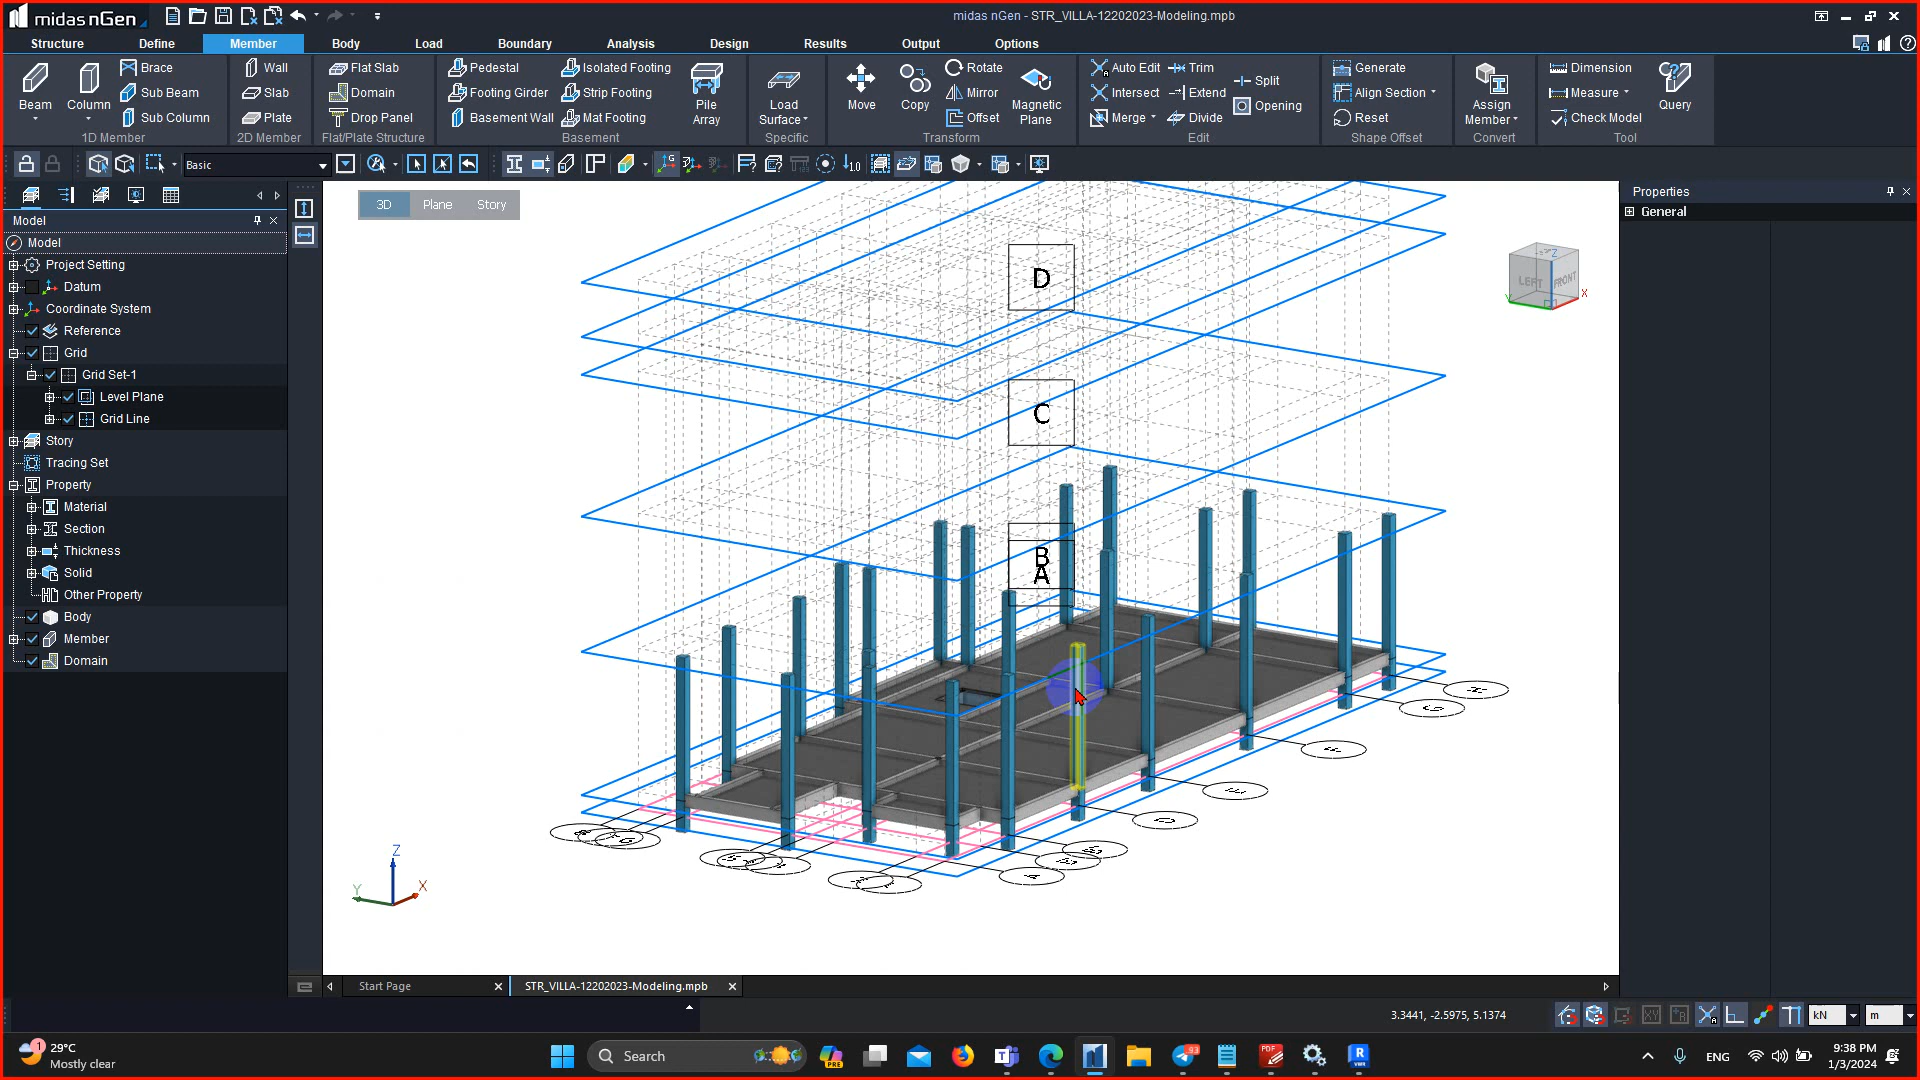 midas nGen
midas nGen - STR_VILLA-12202023-Modeling.mpb
Structure Define Member Body Load Boundary Analysis Design Results Output Options
Beam
Column
Brace
Sub Beam
Sub Column
1D Member
Wall
Slab
Plate
2D Member
Flat Slab
Domain
Drop Panel
Flat/Plate Structure
Pedestal
Footing Girder
Basement Wall
Isolated Footing
Strip Footing
Mat Footing
Pile
Array
Basement
Load
Surface
Specific
Move
Copy
Rotate
Mirror
Offset
Magnetic
Plane
Transform
Auto Edit
Intersect
Merge
Trim
Extend
Divide
Split
Opening
Edit
Generate
Align Section
Reset
Shape Offset
Assign
Member
Convert
Dimension
Measure
Check Model
Query
Tool
Basic
1.0
Model
Model
Project Setting
Datum
Coordinate System
Reference
Grid
Grid Set-1
Level Plane
Grid Line
Story
Tracing Set
Property
Material
Section
Thickness
Solid
Other Property
Body
Member
Domain
3D Plane Story
D
C
B
A
LEFT FRONT
Z
X
Y
Z
Y
X
H
G
F
E
D
A
Properties
General
Start Page
STR_VILLA-12202023-Modeling.mpb
3.3441, -2.5975, 5.1374
kN
m
29°C
Mostly clear
Search
PRE
93
PDF
ENG
9:38 PM
1/3/2024